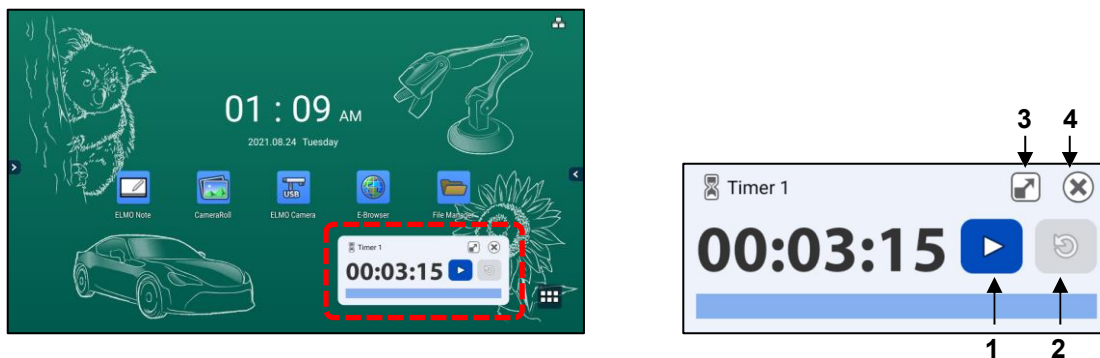 01 : 09 AM
2021.08.24 Tuesday
ELMO Note
CameraRoll
USB
ELMO Camera
E-Browser
File Manager
Timer 1
00:03:15
3
4
Timer 1
00:03:15
1
2